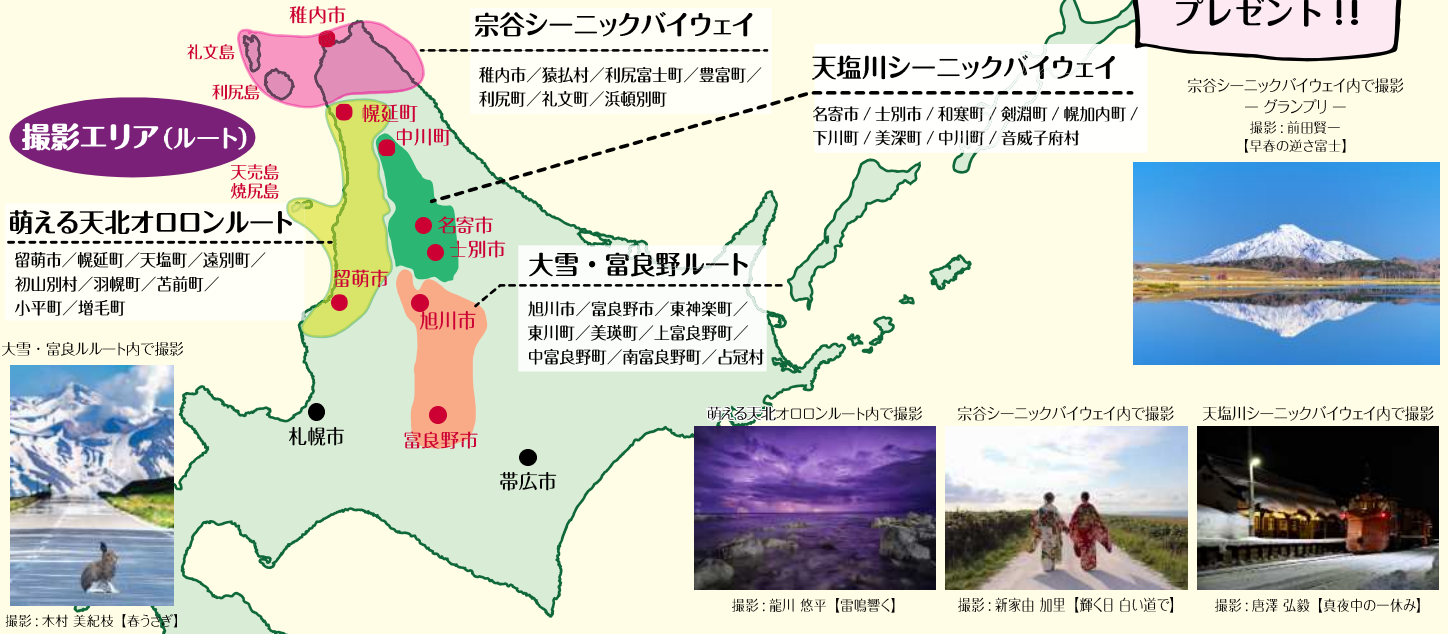 プレゼント!!
稚内市
礼文島
利尻島
宗谷シーニックバイウェイ
稚内市／猿払村／利尻富士町／豊富町／
利尻町／礼文町／浜頓別町
天塩川シーニックバイウェイ
名寄市 / 士別市 / 和寒町 / 剣淵町 / 幌加内町 /
下川町 / 美深町 / 中川町 / 音威子府村
宗谷シーニックバイウェイ内で撮影
ー グランプリ ー
撮影：前田賢一
【早春の逆さ富士】
撮影エリア(ルート)
幌延町
中川町
天売島
焼尻島
名寄市
士別市
萌える天北オロロンルート
留萌市／幌延町／天塩町／遠別町／
初山別村／羽幌町／苫前町／
小平町／増毛町
留萌市
旭川市
大雪・富良野ルート
旭川市／富良野市／東神楽町／
東川町／美瑛町／上富良野町／
中富良野町／南富良野町／占冠村
富良野市
札幌市
帯広市
大雪・富良ルルート内で撮影
撮影：木村 美紀枝【春うさぎ】
萌える天北オロロンルート内で撮影
撮影：龍川 悠平【雷鳴響く】
宗谷シーニックバイウェイ内で撮影
撮影：新家由 加里【輝く日 白い道で】
天塩川シーニックバイウェイ内で撮影
撮影：唐澤 弘毅【真夜中の一休み】